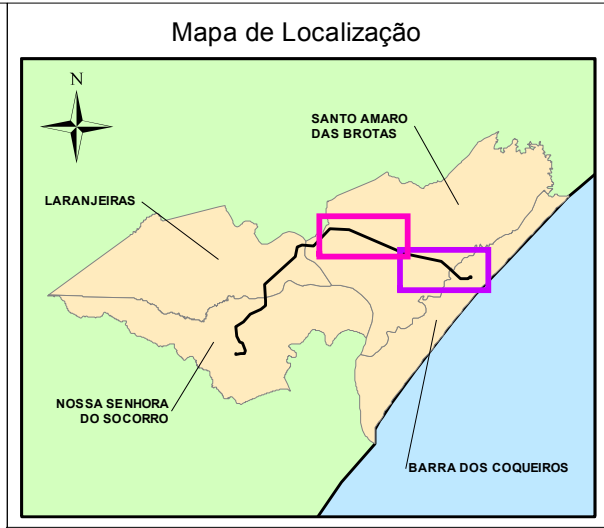 Mapa de Localização
N
SANTO AMARO
DAS BROTAS
LARANJEIRAS
NOSSA SENHORA
DO SOCORRO
BARRA DOS COQUEIROS